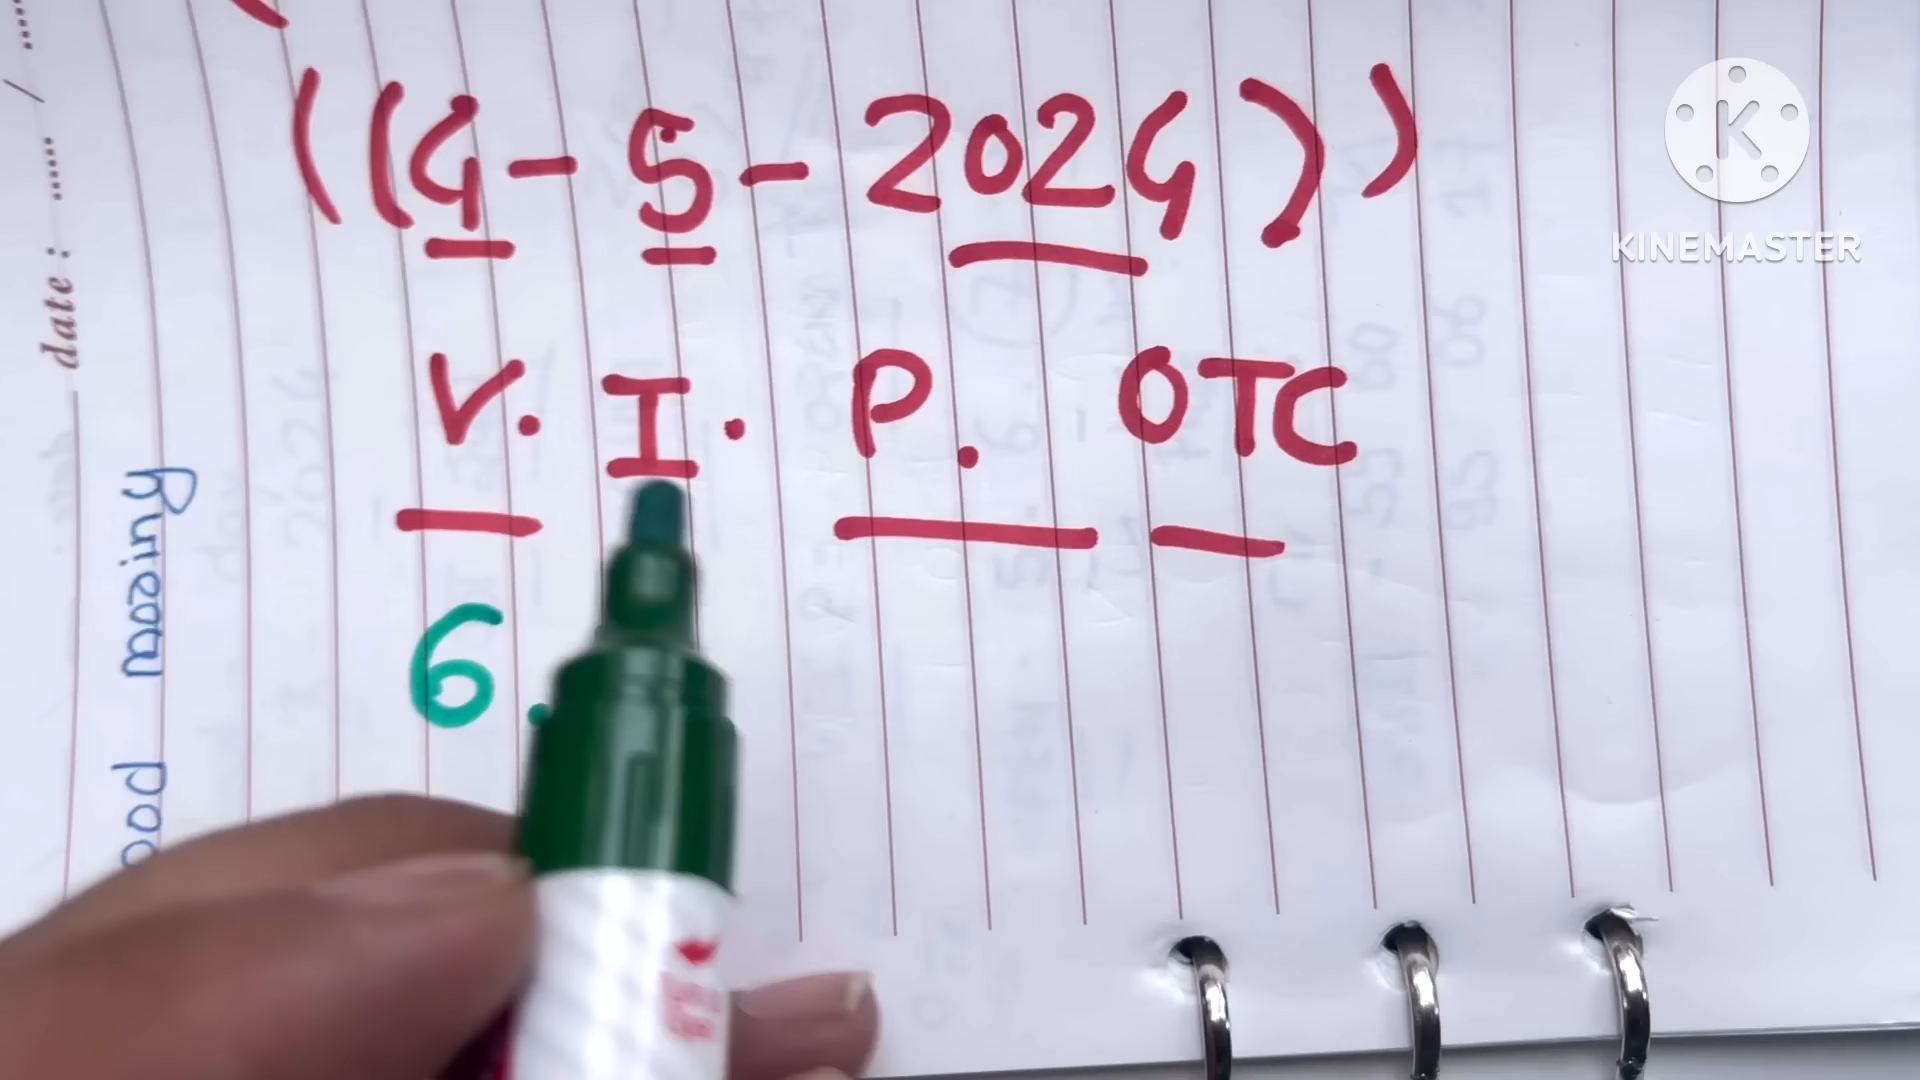 ((4-5-2024))
KINEMASTER
V. I. P. OTC
6.
date : ...... / ......